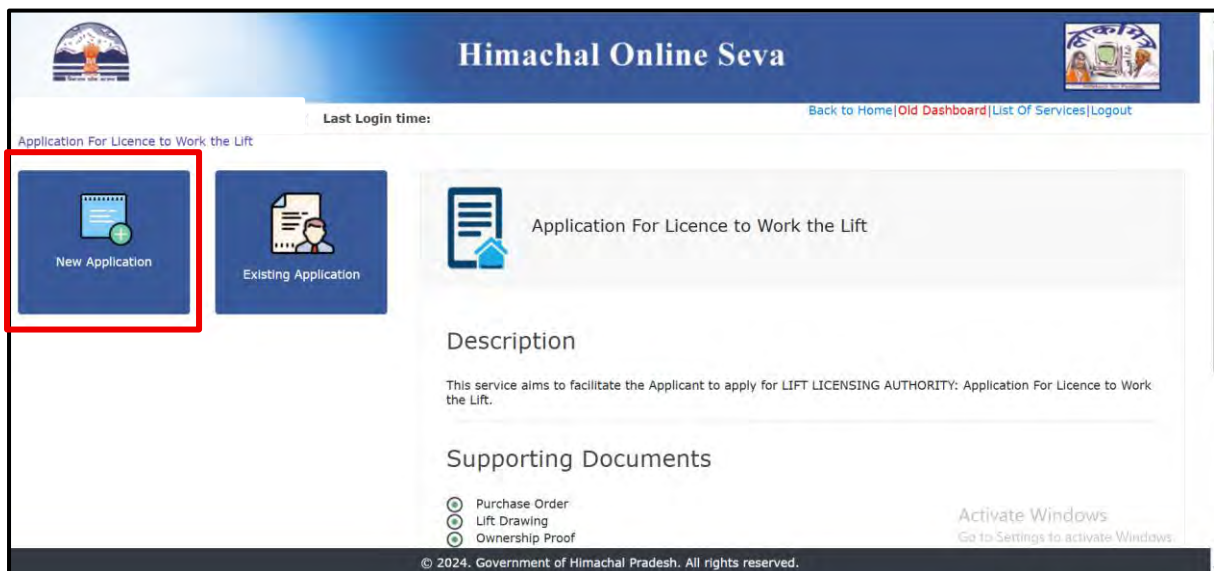 Himachal Online Seva
लोकमित्र
Last Login time:
Back to Home|Old Dashboard|List Of Services|Logout
Application For Licence to Work the Lift
New Application
Existing Application
Application For Licence to Work the Lift
Description
This service aims to facilitate the Applicant to apply for LIFT LICENSING AUTHORITY: Application For Licence to Work
the Lift.
Supporting Documents
Purchase Order
Lift Drawing
Ownership Proof
Activate Windows
Go to Settings to activate Windows.
© 2024. Government of Himachal Pradesh. All rights reserved.